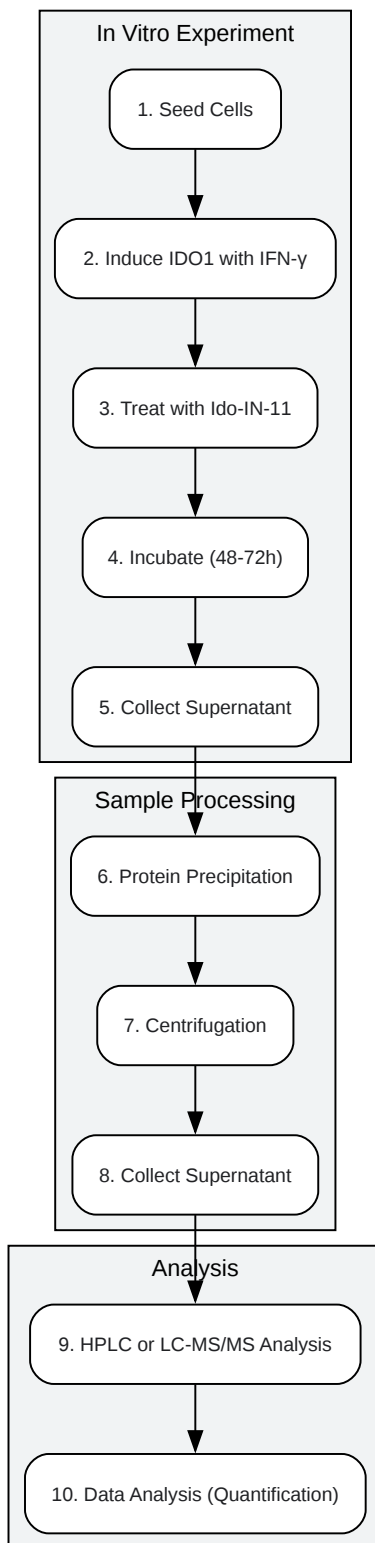 In Vitro Experiment
1. Seed Cells
2. Induce IDO1 with IFN-γ
3. Treat with Ido-IN-11
4. Incubate (48-72h)
5. Collect Supernatant
Sample Processing
6. Protein Precipitation
7. Centrifugation
8. Collect Supernatant
Analysis
9. HPLC or LC-MS/MS Analysis
10. Data Analysis (Quantification)